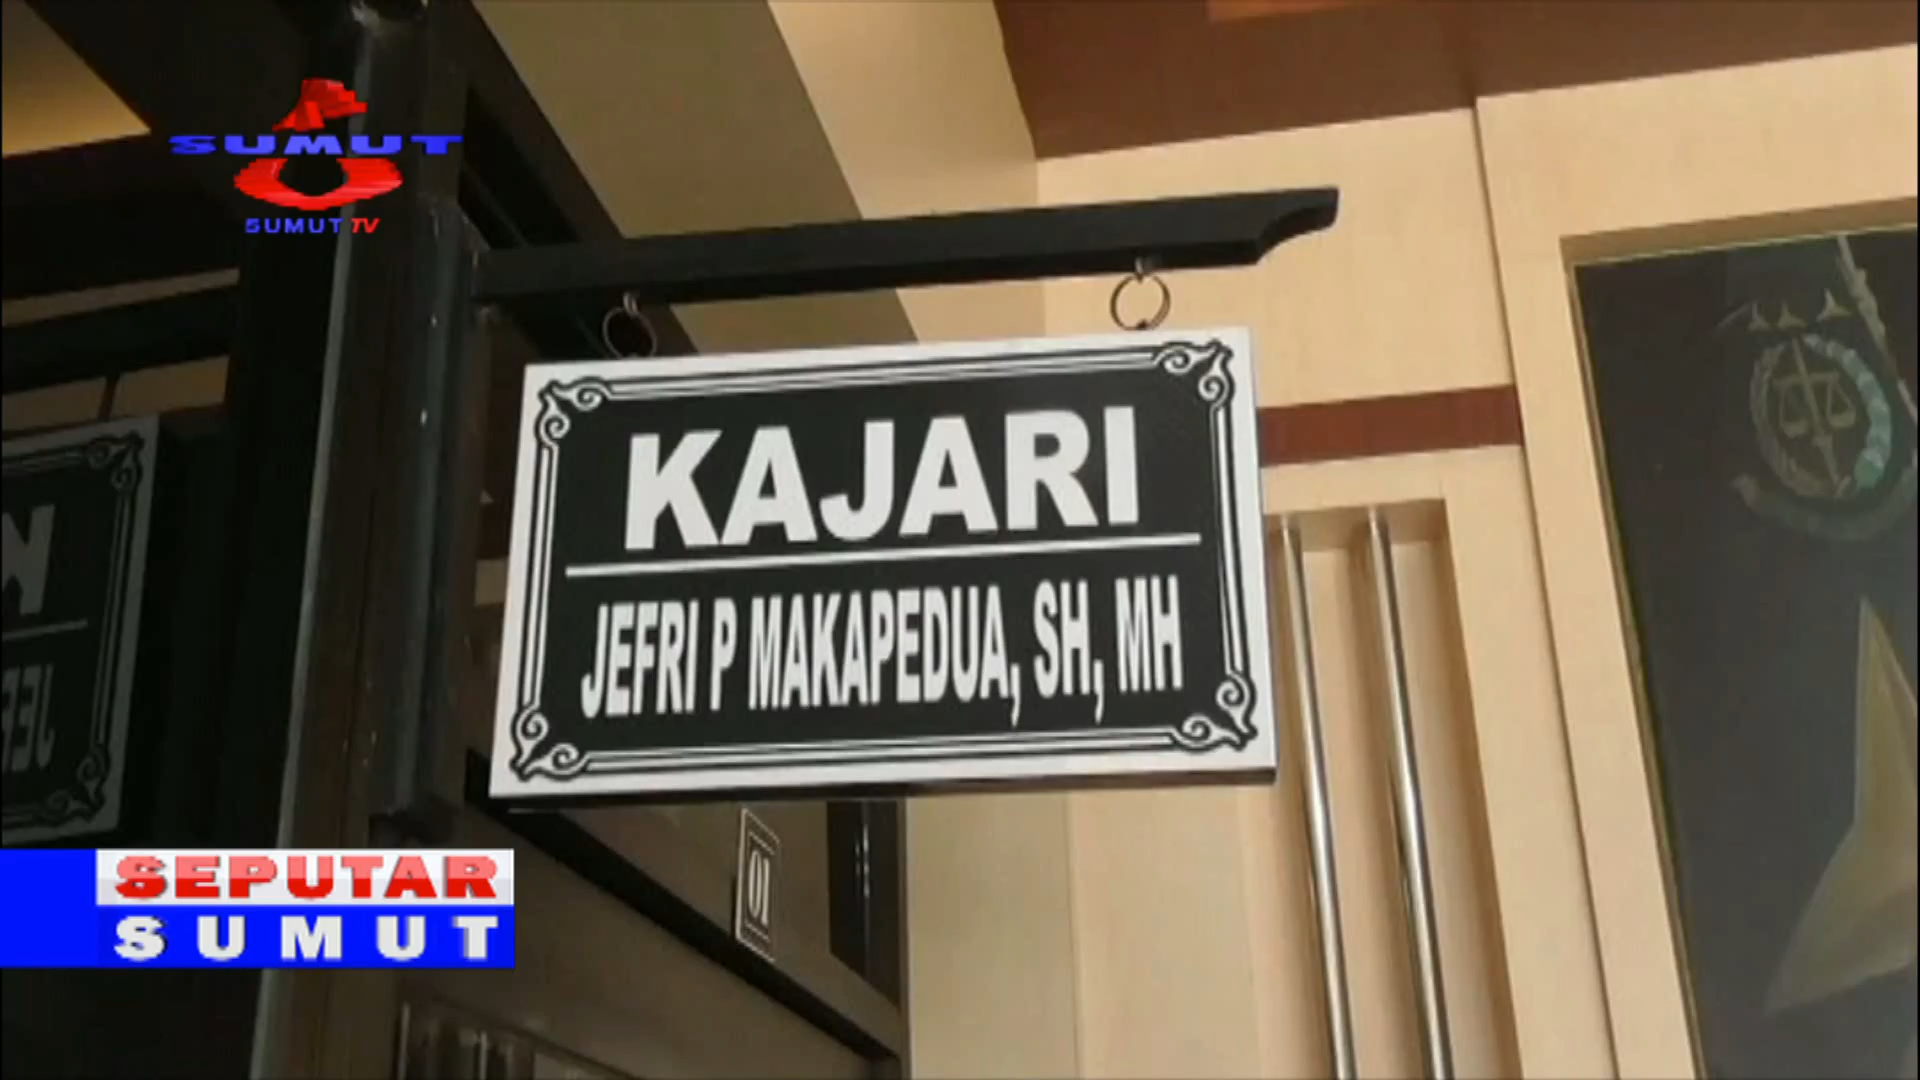 SUMUT
SUMUT TV
KAJARI
JEFRI P MAKAPEDUA, SH, MH
01
SEPUTAR
SUMUT